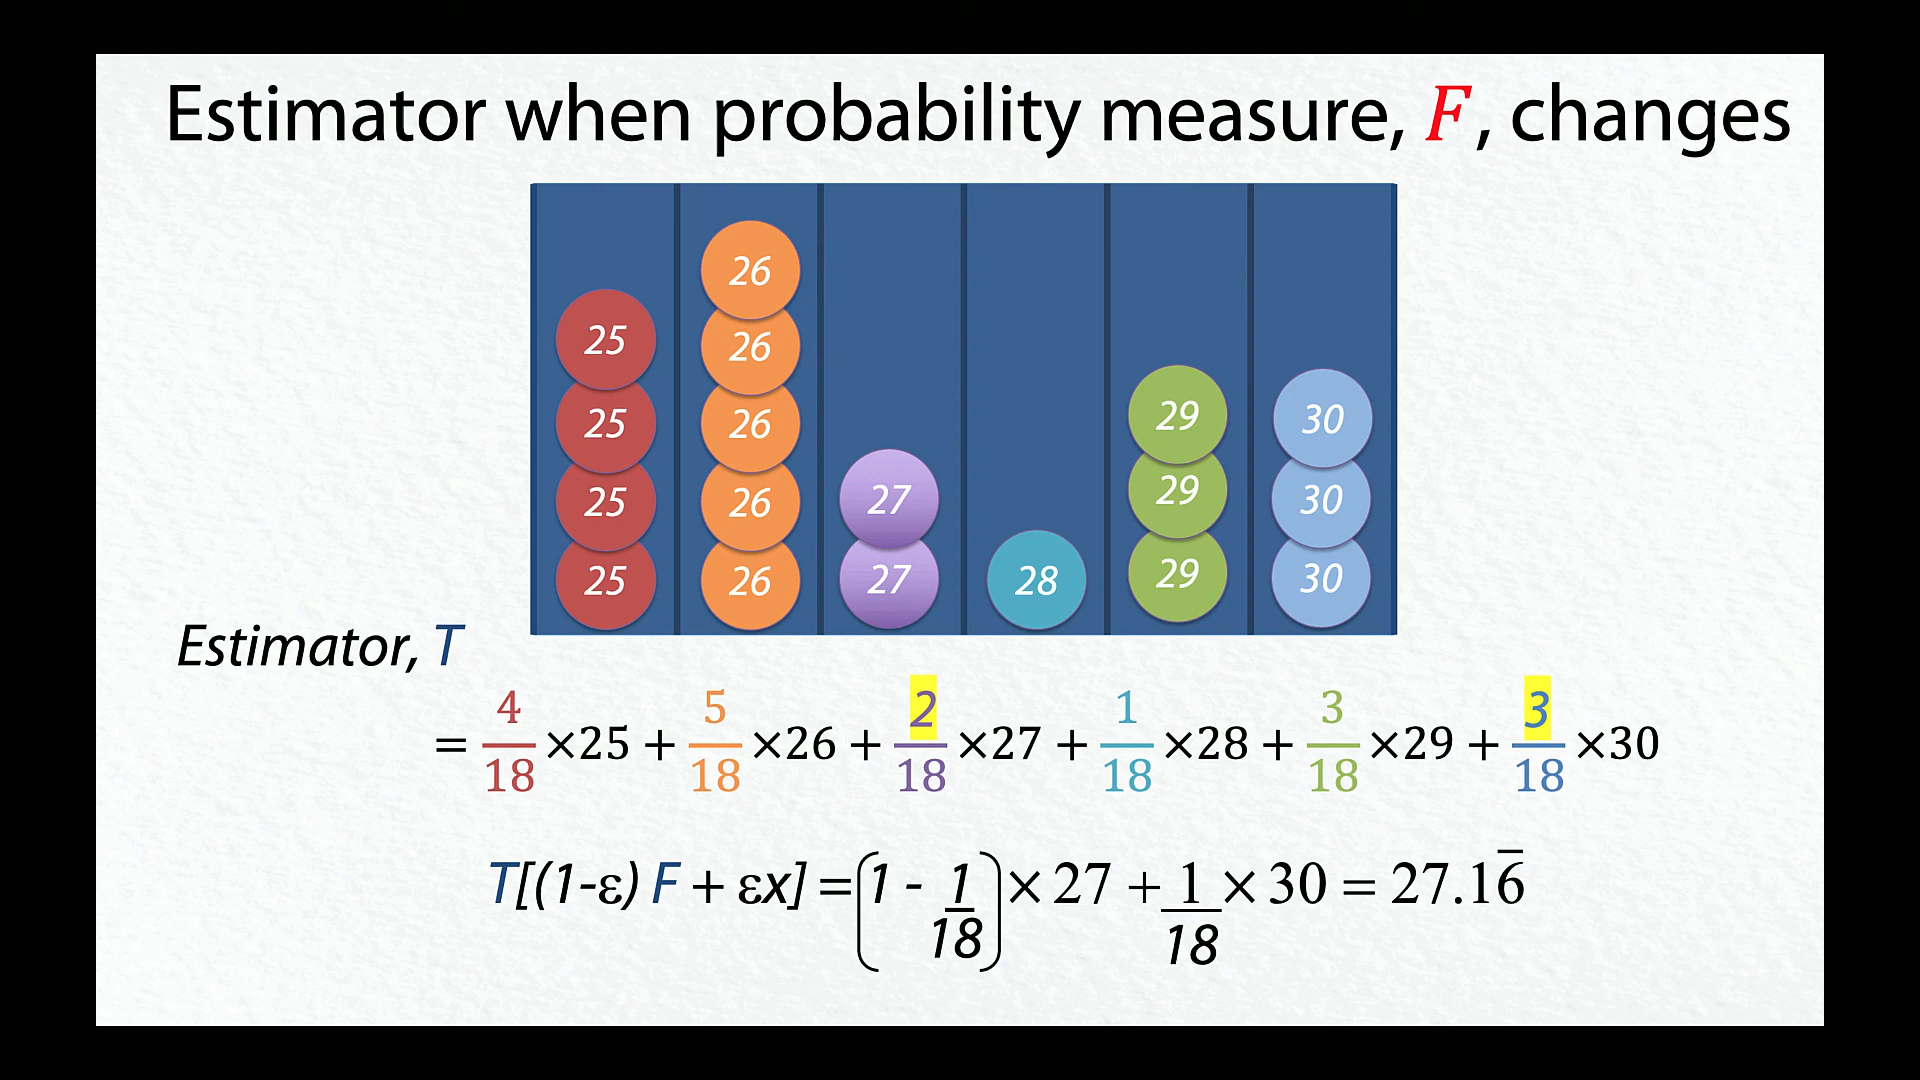 Estimator when probability measure, F, changes
26
25 26 29 30
25 26 27 29 30
25 26 27 28 29 30
25 26
Estimator, T
= 4/18 ×25 + 5/18 ×26 + 2/18 ×27 + 1/18 ×28 + 3/18 ×29 + 3/18 ×30
T[(1-ε) F + εx] = (1 - 1/18) × 27 + 1/18 × 30 = 27.16̅